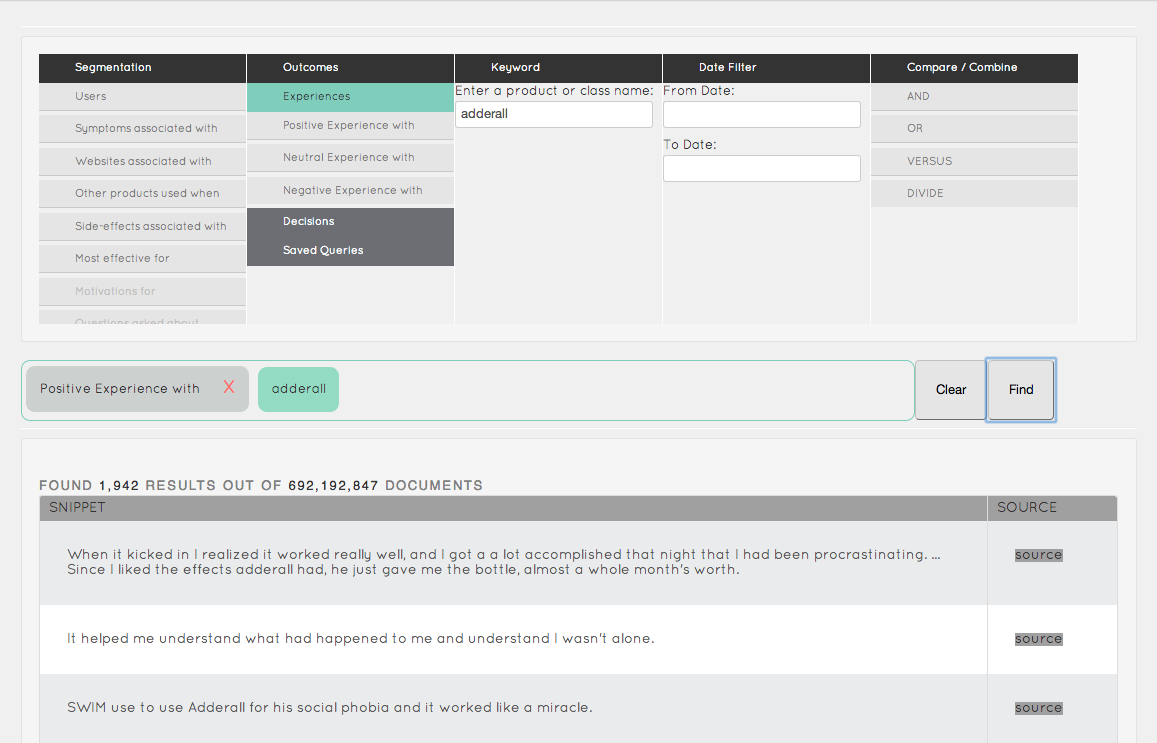 Segmentation
Outcomes
Keyword
Date Filter
Compare / Combine
Users
Symptoms associated with
Websites associated with
Other products used when
Side-effects associated with
Most effective for
Motivations for
Questions asked about
Experiences
Positive Experience with
Neutral Experience with
Negative Experience with
Decisions
Saved Queries
Enter a product or class name:
adderall
From Date:
To Date:
AND
OR
VERSUS
DIVIDE
Positive Experience with X
adderall
Clear
Find
FOUND 1,942 RESULTS OUT OF 692,192,847 DOCUMENTS
SNIPPET
SOURCE
When it kicked in I realized it worked really well, and I got a a lot accomplished that night that I had been procrastinating. ...
Since I liked the effects adderall had, he just gave me the bottle, almost a whole month's worth.
source
It helped me understand what had happened to me and understand I wasn't alone.
source
SWIM use to use Adderall for his social phobia and it worked like a miracle.
source